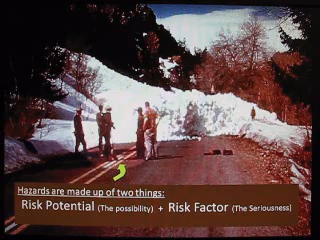 Hazards are made up of two things:
Risk Potential (The possibility) + Risk Factor (The Seriousness)